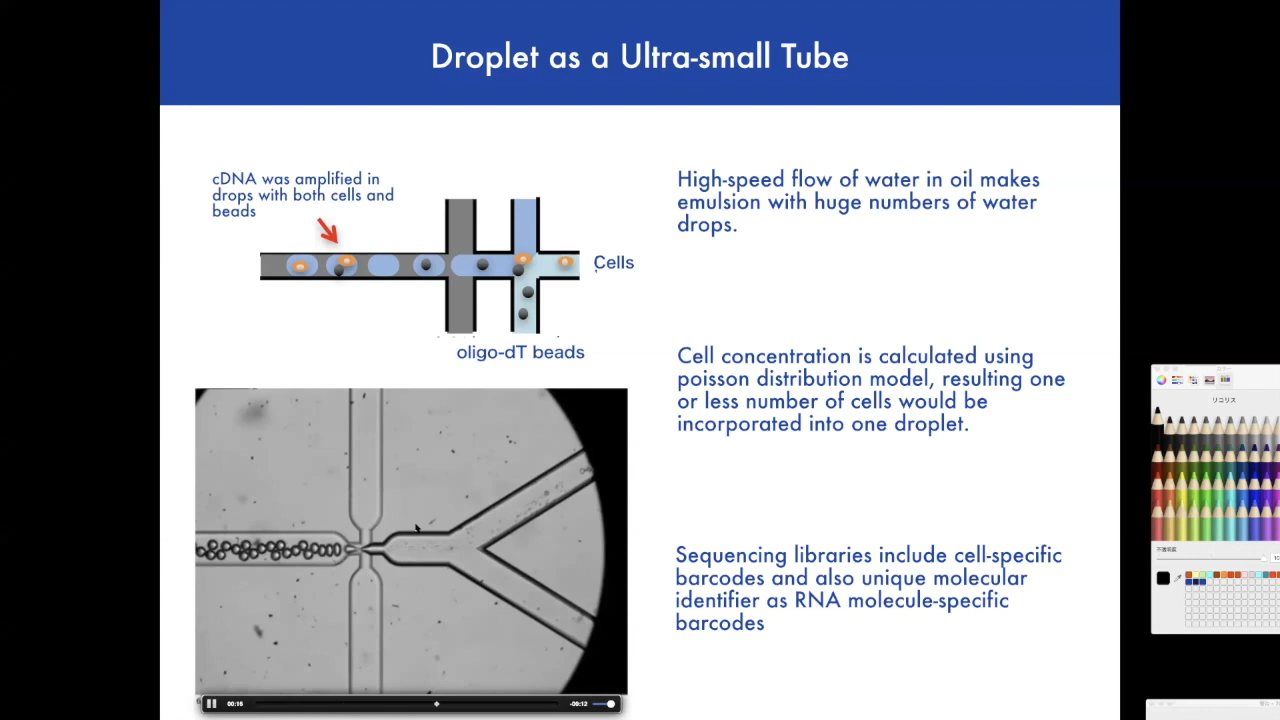 Droplet as a Ultra-small Tube
cDNA was amplified in
drops with both cells and
beads
Cells
oligo-dT beads
High-speed flow of water in oil makes
emulsion with huge numbers of water
drops.
Cell concentration is calculated using
poisson distribution model, resulting one
or less number of cells would be
incorporated into one droplet.
Sequencing libraries include cell-specific
barcodes and also unique molecular
identifier as RNA molecule-specific
barcodes
00:16
-09:12
リコリス
不透明度